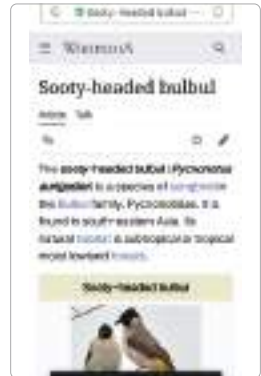 Sooty-headed bulbul
WIKIPEDIA
Sooty-headed bulbul
Article Talk
The sooty-headed bulbul (Pycnonotus
aurigaster) is a species of songbird in
the Bulbul family, Pycnonotidae. It is
found in south-eastern Asia. Its
natural habitat is subtropical or tropical
moist lowland forests.
Sooty-headed bulbul